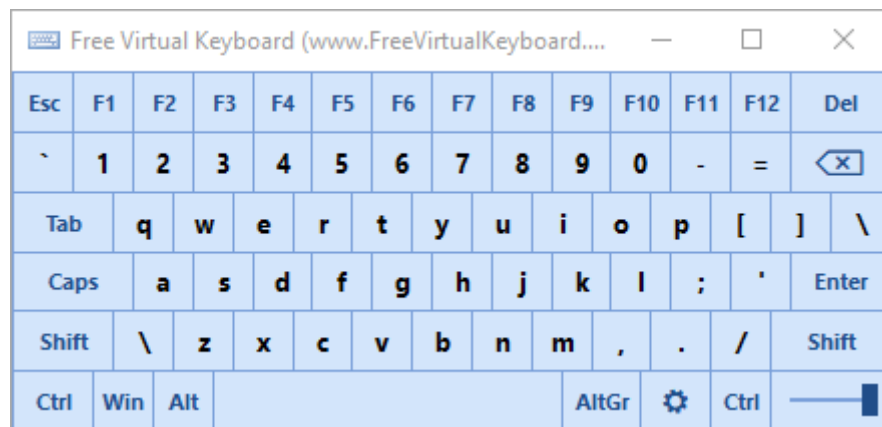 Free Virtual Keyboard (www.FreeVirtualKeyboard....
Esc F1 F2 F3 F4 F5 F6 F7 F8 F9 F10 F11 F12 Del
` 1 2 3 4 5 6 7 8 9 0 - =
Tab q w e r t y u i o p [ ] \
Caps a s d f g h j k l ; ' Enter
Shift \ z x c v b n m , . / Shift
Ctrl Win Alt AltGr Ctrl